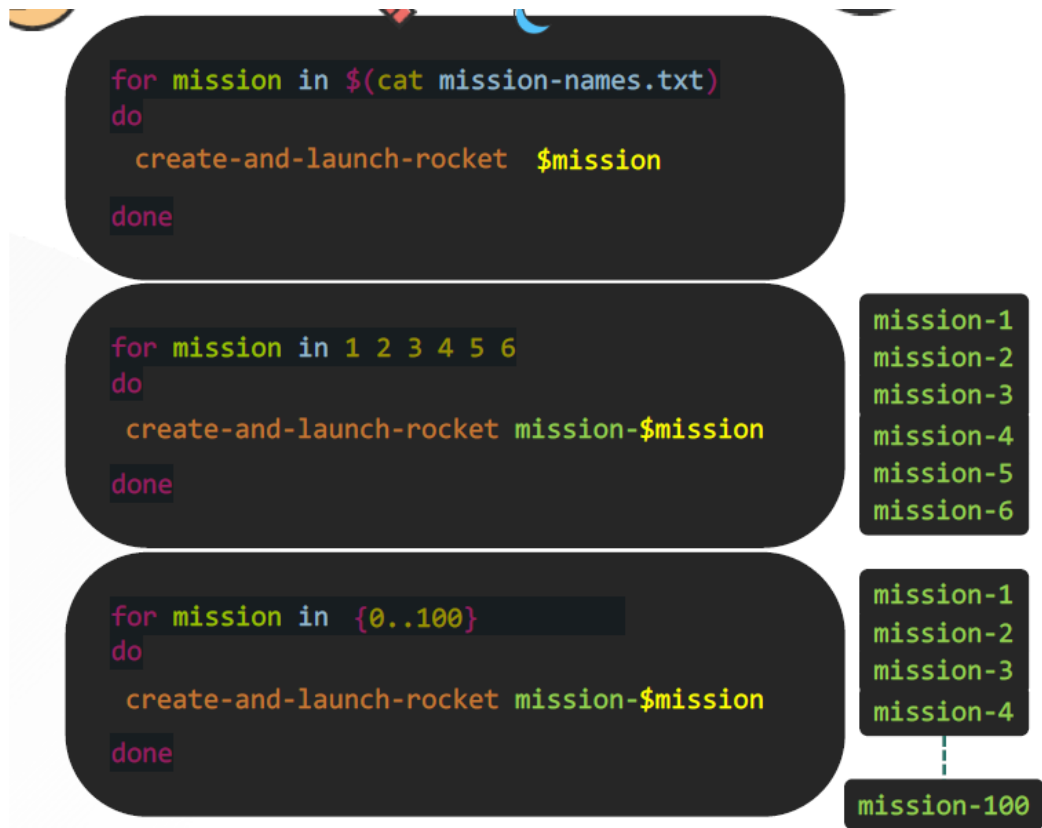 for mission in $(cat mission-names.txt)
do
create-and-launch-rocket $mission
done
for mission in 1 2 3 4 5 6
do
create-and-launch-rocket mission-$mission
done
mission-1
mission-2
mission-3
mission-4
mission-5
mission-6
for mission in {0..100}
do
create-and-launch-rocket mission-$mission
done
mission-1
mission-2
mission-3
mission-4
mission-100